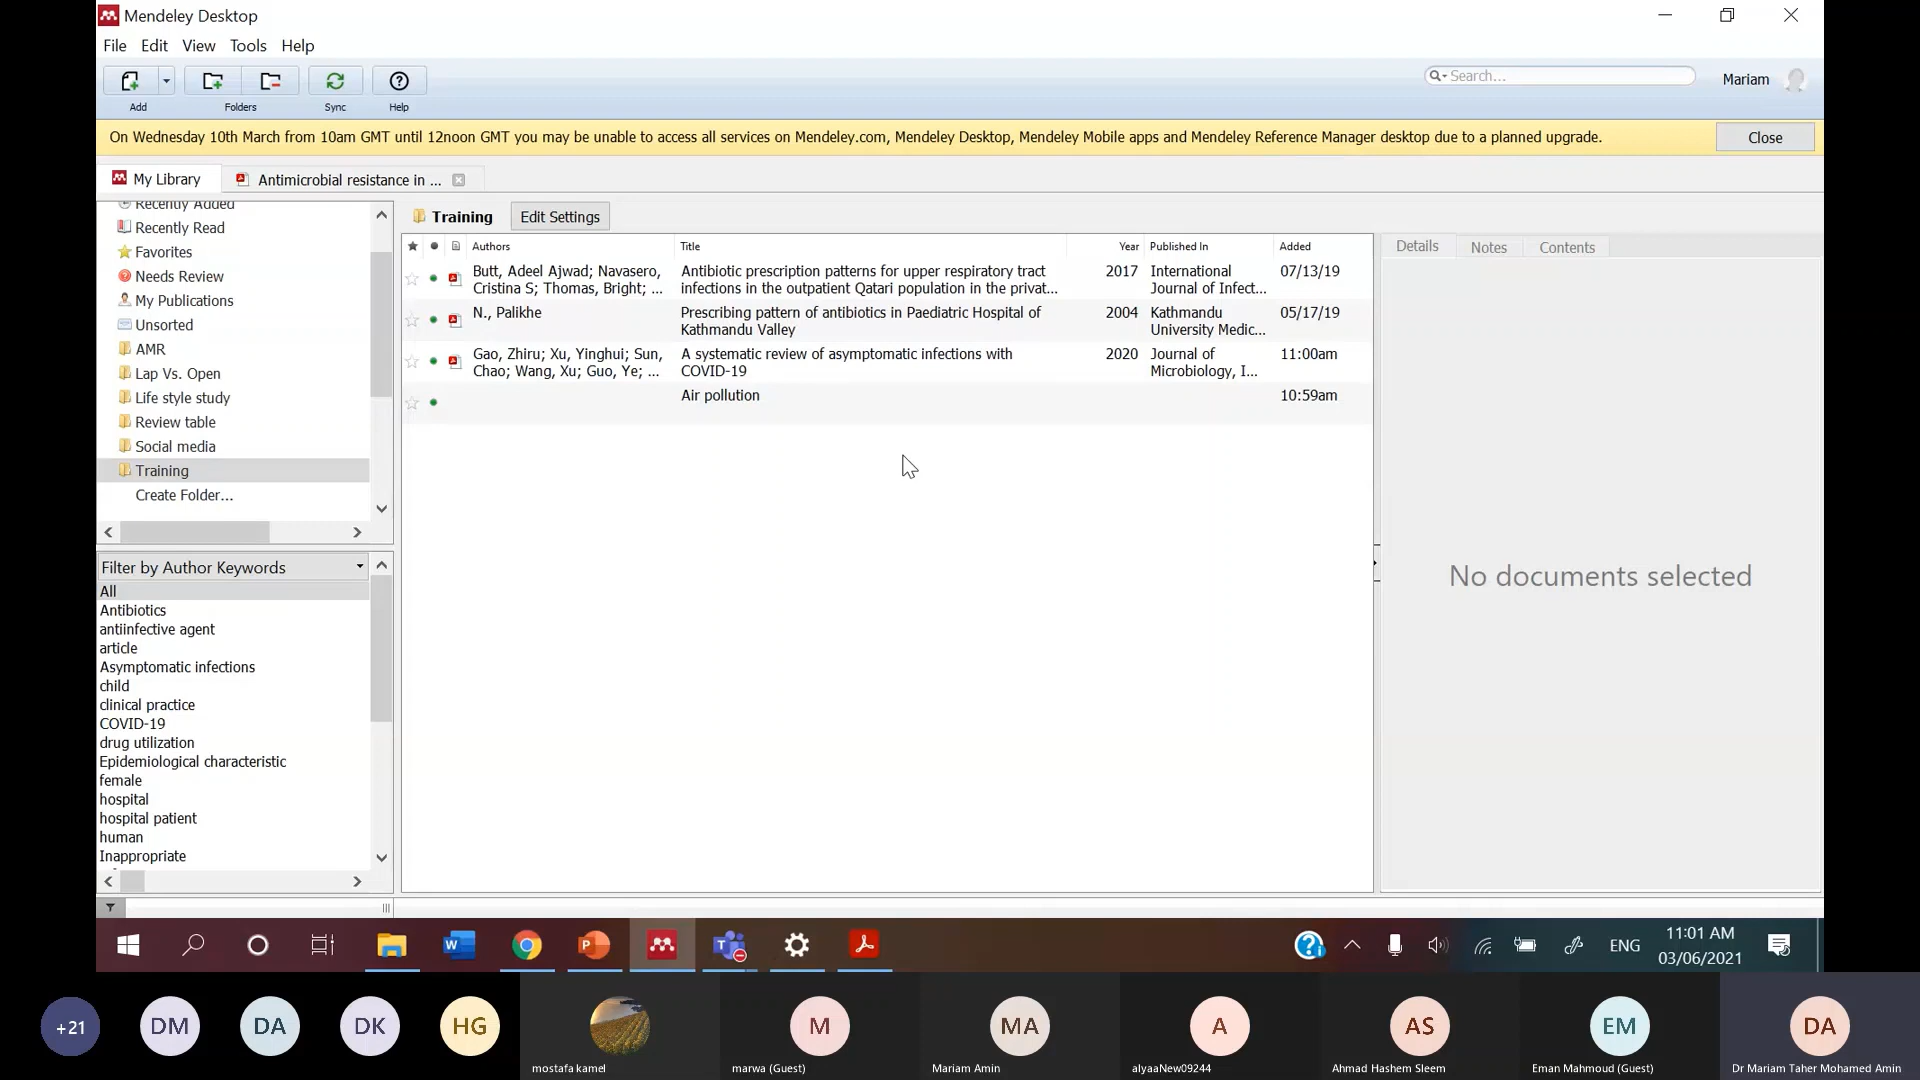 Mendeley Desktop
File Edit View Tools Help
Add Folders Sync Help
Search...
Mariam
On Wednesday 10th March from 10am GMT until 12noon GMT you may be unable to access all services on Mendeley.com, Mendeley Desktop, Mendeley Mobile apps and Mendeley Reference Manager desktop due to a planned upgrade.
Close
My Library
Antimicrobial resistance in ...
Recently Added
Recently Read
Favorites
Needs Review
My Publications
Unsorted
AMR
Lap Vs. Open
Life style study
Review table
Social media
Training
Create Folder...
Filter by Author Keywords
All
Antibiotics
antiinfective agent
article
Asymptomatic infections
child
clinical practice
COVID-19
drug utilization
Epidemiological characteristic
female
hospital
hospital patient
human
Inappropriate
Training
Edit Settings
Authors Title Year Published In Added
Butt, Adeel Ajwad; Navasero, Antibiotic prescription patterns for upper respiratory tract 2017 International 07/13/19
Cristina S; Thomas, Bright; ... infections in the outpatient Qatari population in the privat... Journal of Infect...
N., Palikhe Prescribing pattern of antibiotics in Paediatric Hospital of 2004 Kathmandu 05/17/19
Kathmandu Valley University Medic...
Gao, Zhiru; Xu, Yinghui; Sun, A systematic review of asymptomatic infections with 2020 Journal of 11:00am
Chao; Wang, Xu; Guo, Ye; ... COVID-19 Microbiology, I...
Air pollution 10:59am
Details Notes Contents
No documents selected
ENG
11:01 AM
03/06/2021
+21
DM
DA
DK
HG
mostafa kamel
M
marwa (Guest)
MA
Mariam Amin
A
alyaaNew09244
AS
Ahmad Hashem Sleem
EM
Eman Mahmoud (Guest)
DA
Dr Mariam Taher Mohamed Amin